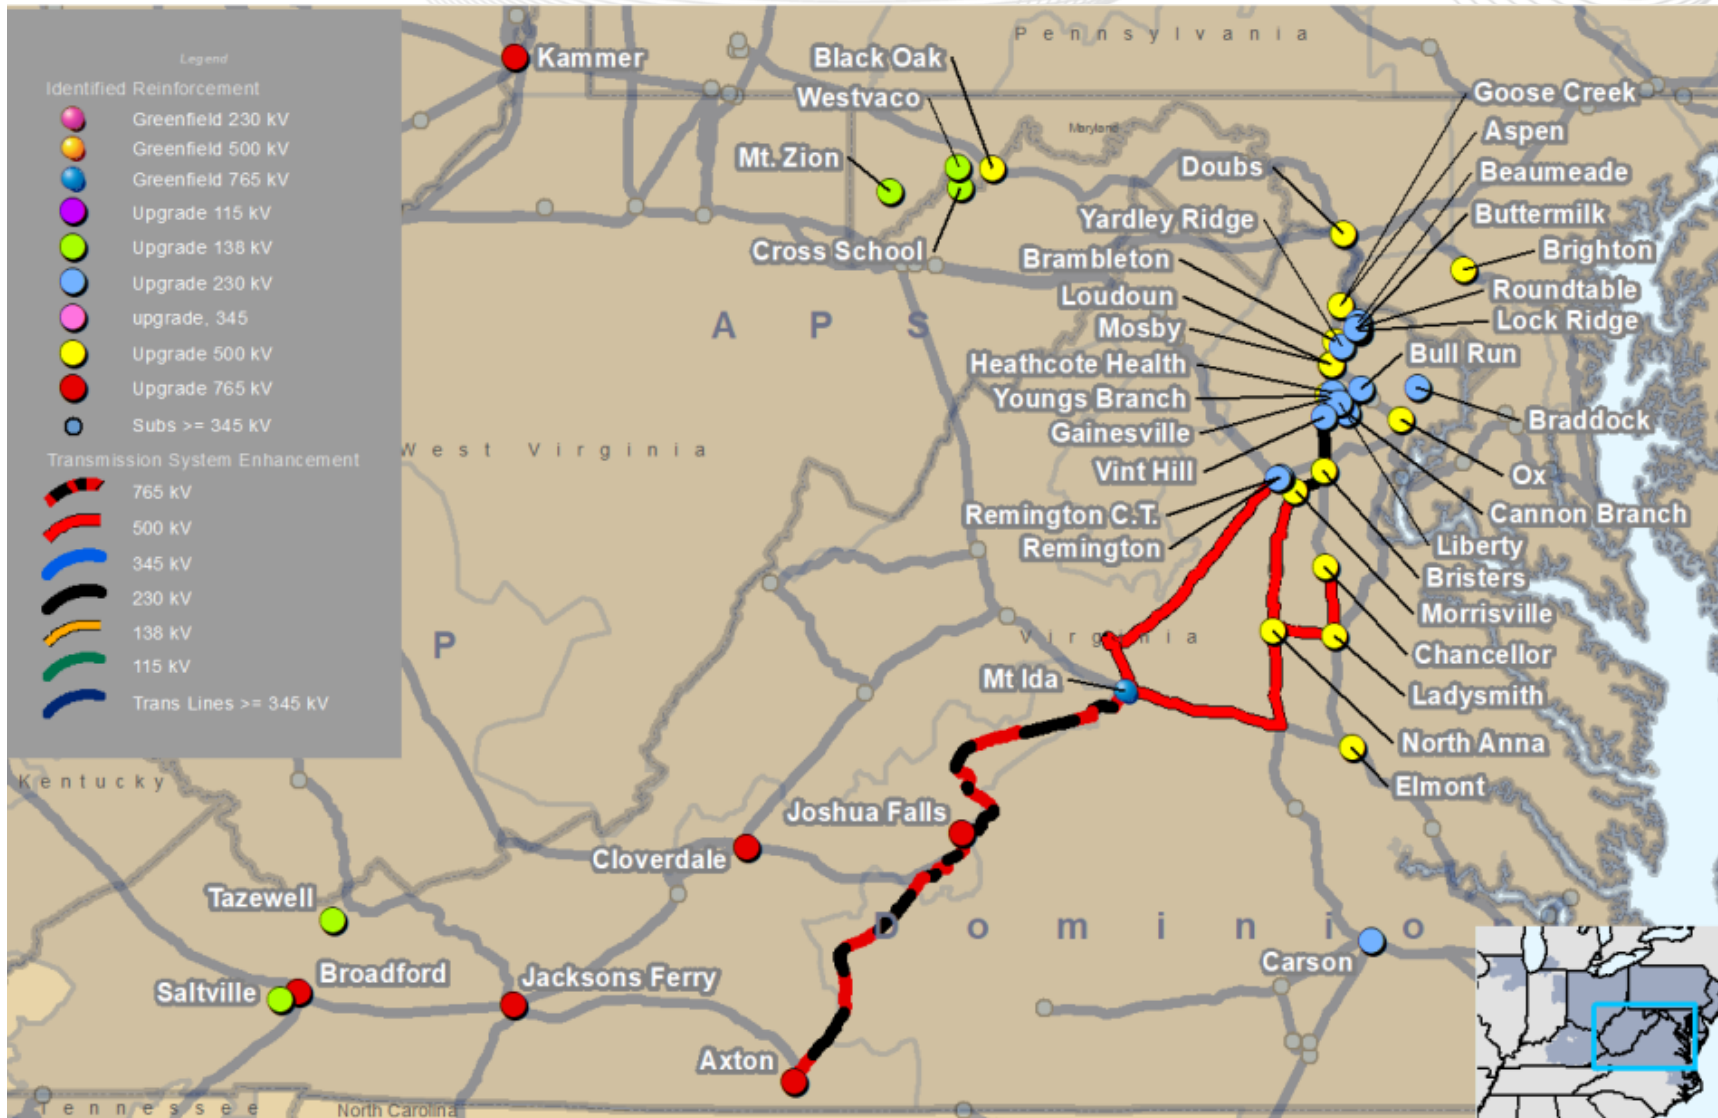 Legend
Identified Reinforcement
Greenfield 230 kV
Greenfield 500 kV
Greenfield 765 kV
Upgrade 115 kV
Upgrade 138 kV
Upgrade 230 kV
upgrade, 345
Upgrade 500 kV
Upgrade 765 kV
Subs >= 345 kV
Transmission System Enhancement
765 kV
500 kV
345 kV
230 kV
138 kV
115 kV
Trans Lines >= 345 kV
Pennsylvania
Kammer
Black Oak
Westvaco
Goose Creek
Maryland
Aspen
Mt. Zion
Doubs
Beaumeade
Yardley Ridge
Buttermilk
Cross School
Brambleton
Brighton
Loudoun
Roundtable
APS
Mosby
Lock Ridge
Heathcote Health
Bull Run
Youngs Branch
Braddock
Gainesville
West Virginia
Vint Hill
Ox
Remington C.T.
Cannon Branch
Remington
Liberty
Bristers
Morrisville
P
Virginia
Chancellor
Mt Ida
Ladysmith
North Anna
Kentucky
Elmont
Joshua Falls
Cloverdale
Tazewell
Dominio
Carson
Broadford
Jacksons Ferry
Saltville
Axton
Tennessee
North Carolina